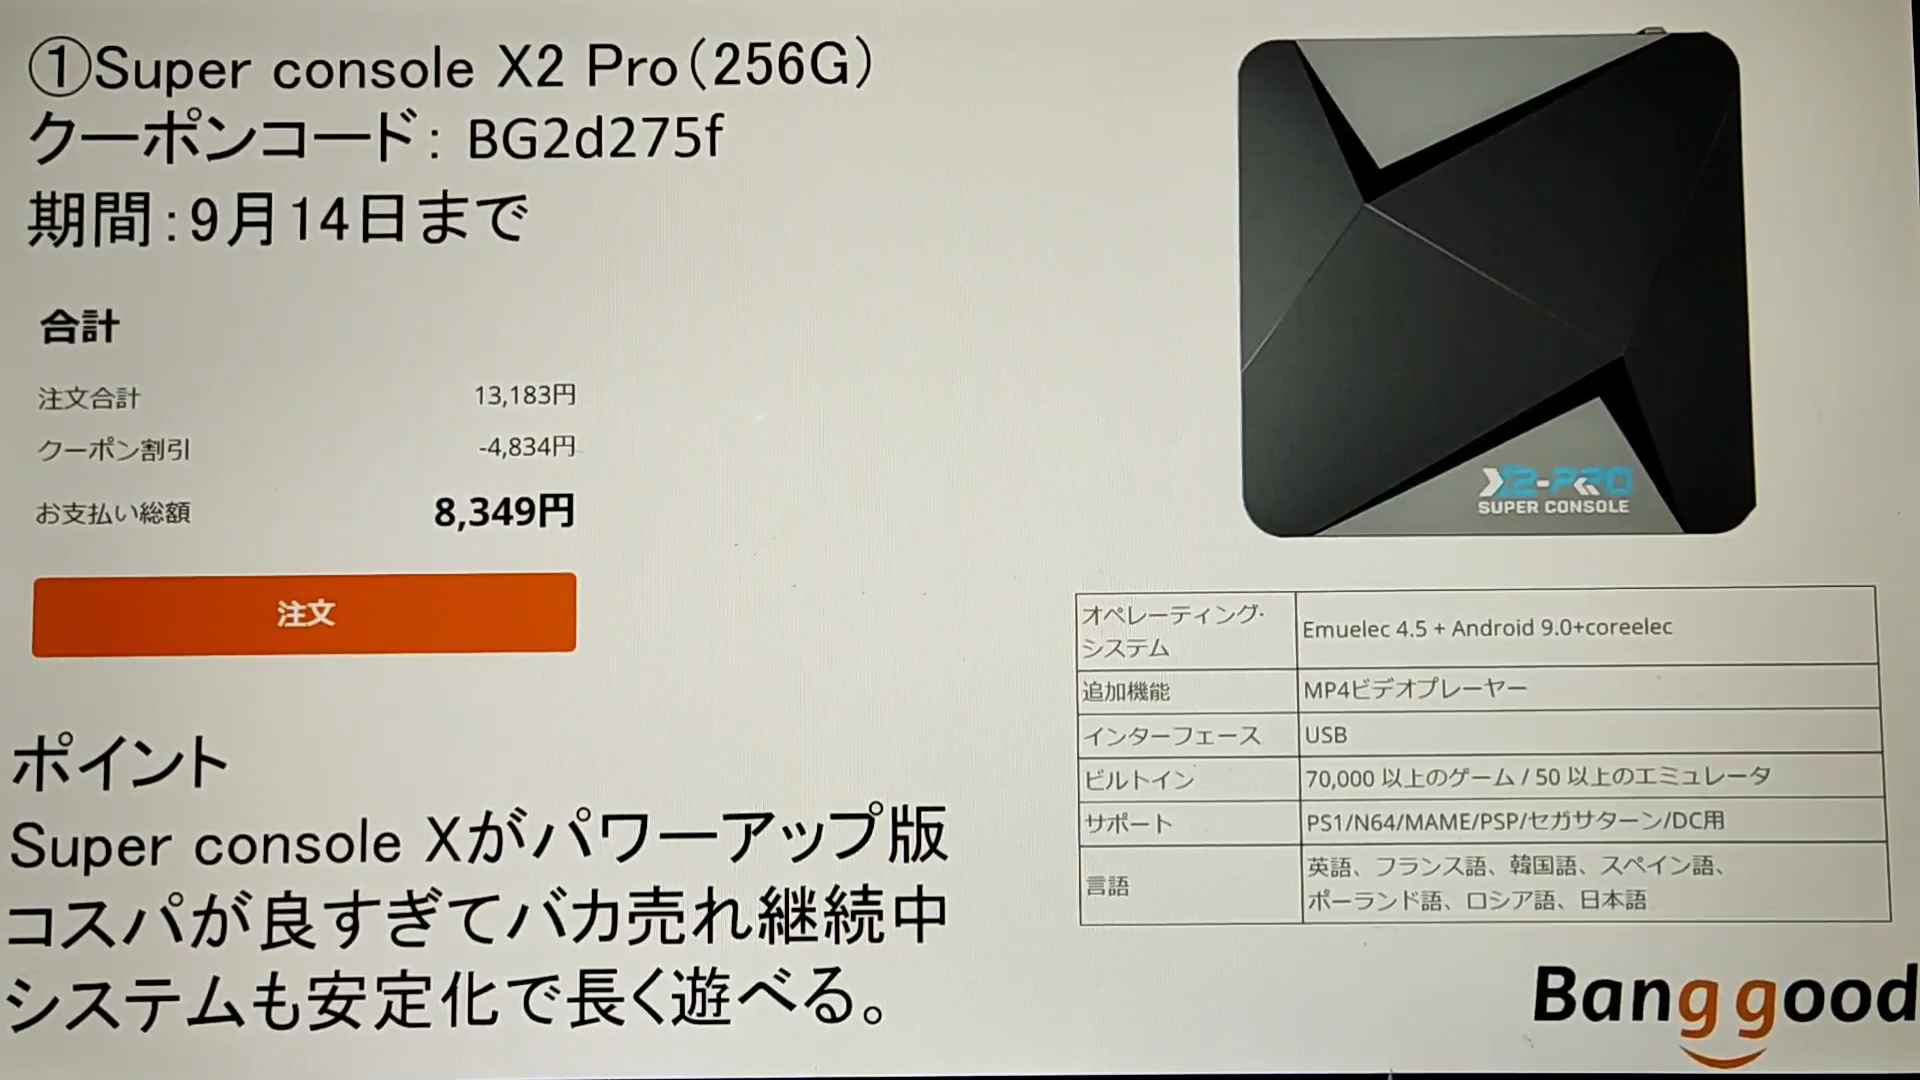 ①Super console X2 Pro（256G）
クーポンコード： BG2d275f
期間：9月14日まで
合計
注文合計 13,183円
クーポン割引 -4,834円
お支払い総額 8,349円
注文
ポイント
Super console Xがパワーアップ版
コスパが良すぎてバカ売れ継続中
システムも安定化で長く遊べる。
X2-PRO
SUPER CONSOLE
オペレーティング·
システム
Emuelec 4.5 + Android 9.0+coreelec
追加機能 MP4ビデオプレーヤー
インターフェース USB
ビルトイン 70,000 以上のゲーム / 50 以上のエミュレータ
サポート PS1/N64/MAME/PSP/セガサターン/DC用
言語
英語、フランス語、韓国語、スペイン語、
ポーランド語、ロシア語、日本語
Banggood